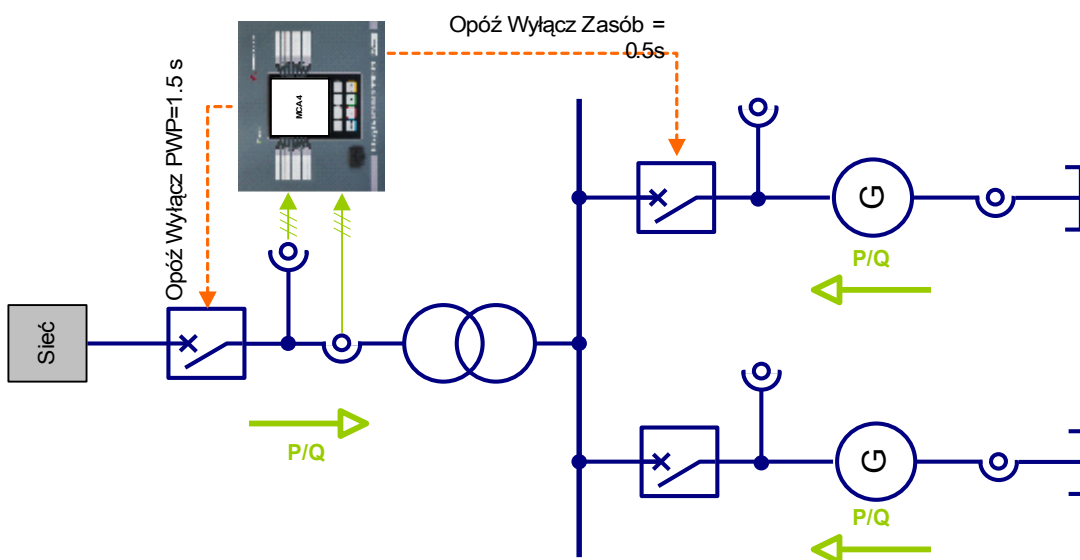 Opóź Wyłącz Zasób =
0.5s
Opóź Wyłącz PWP=1.5 s
MCA4
Sieć
P/Q
G
P/Q
G
P/Q